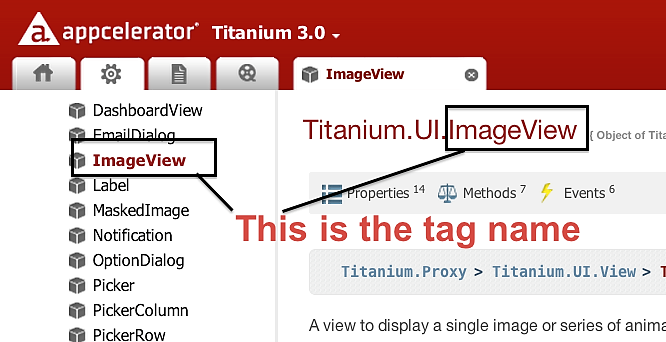 a appcelerator® Titanium 3.0
ImageView
DashboardView
EmailDialog
ImageView
Label
MaskedImage
Notification
OptionDialog
Picker
PickerColumn
PickerRow
Titanium.UI.ImageView ( Object of Tita
Properties 14 Methods 7 Events 6
This is the tag name
Titanium.Proxy > Titanium.UI.View > T
A view to display a single image or series of anima